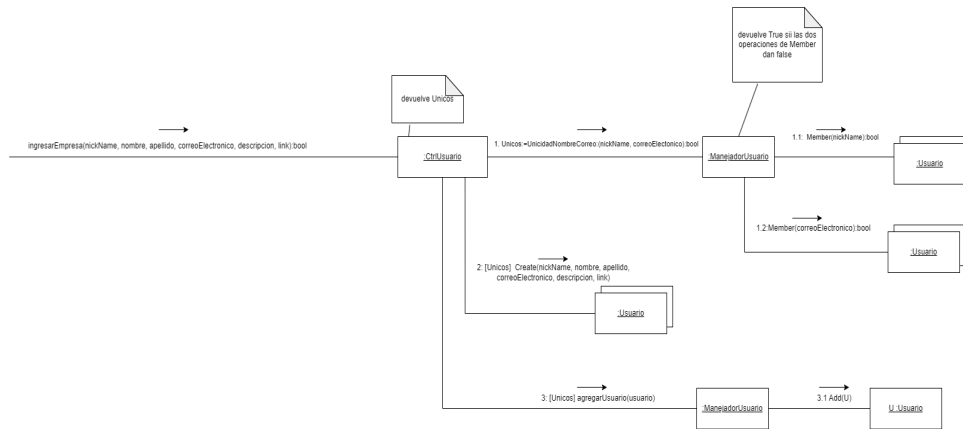 devuelve True sii las dos
operaciones de Member
dan false
devuelve Unicos
ingresarEmpresa(nickName, nombre, apellido, correoElectronico, descripcion, link):bool
:CtrlUsuario
1. Unicos:=UnicidadNombreCorreo:(nickName, correoElectonico):bool
:ManejadorUsuario
1.1: Member(nickName):bool
:Usuario
1.2:Member(correoElectronico):bool
:Usuario
2: [Unicos] Create(nickName, nombre, apellido,
correoElectronico, descripcion, link)
:Usuario
3: [Unicos] agregarUsuario(usuario)
:ManejadorUsuario
3.1 Add(U)
U :Usuario